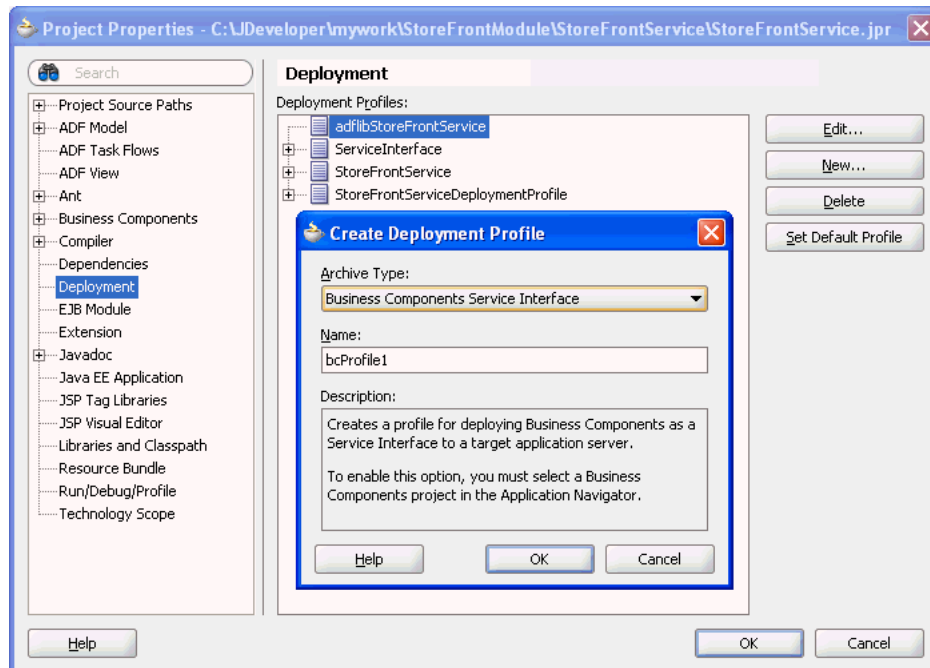 Project Properties - C:\JDeveloper\mywork\StoreFrontModule\StoreFrontService\StoreFrontService.jpr
Search
Project Source Paths
ADF Model
ADF Task Flows
ADF View
Ant
Business Components
Compiler
Dependencies
Deployment
EJB Module
Extension
Javadoc
Java EE Application
JSP Tag Libraries
JSP Visual Editor
Libraries and Classpath
Resource Bundle
Run/Debug/Profile
Technology Scope
Deployment
Deployment Profiles:
adflibStoreFrontService
ServiceInterface
StoreFrontService
StoreFrontServiceDeploymentProfile
Edit...
New...
Delete
Set Default Profile
Create Deployment Profile
Archive Type:
Business Components Service Interface
Name:
bcProfile1
Description:
Creates a profile for deploying Business Components as a
Service Interface to a target application server.
To enable this option, you must select a Business
Components project in the Application Navigator.
Help
OK
Cancel
Help
OK
Cancel